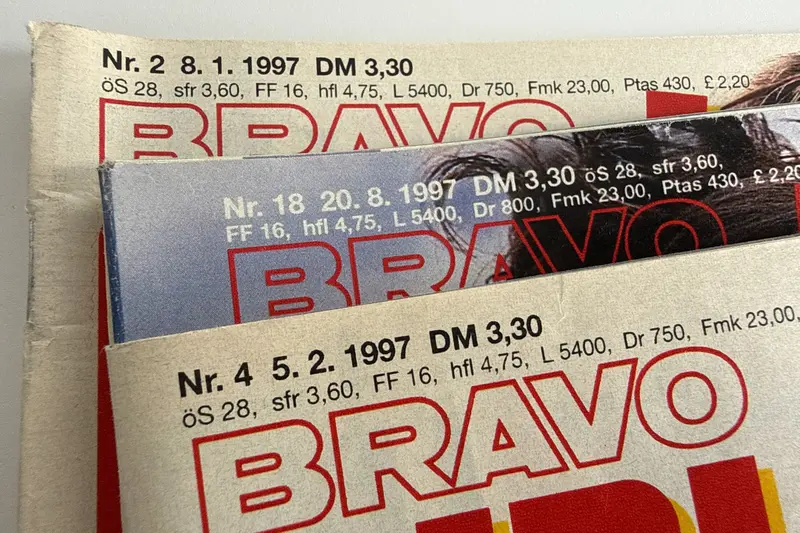 Nr. 2 8. 1. 1997 DM 3,30
öS 28, sfr 3,60, FF 16, hfl 4,75, L 5400, Dr 750, Fmk 23,00, Ptas 430, £ 2,20
BRAVO
Nr. 18 20. 8. 1997 DM 3,30 öS 28, sfr 3,60,
FF 16, hfl 4,75, L 5400, Dr 800, Fmk 23,00, Ptas 430, £ 2,20
BRAVO
Nr. 4 5. 2. 1997 DM 3,30
öS 28, sfr 3,60, FF 16, hfl 4,75, L 5400, Dr 750, Fmk 23,00,
BRAVO